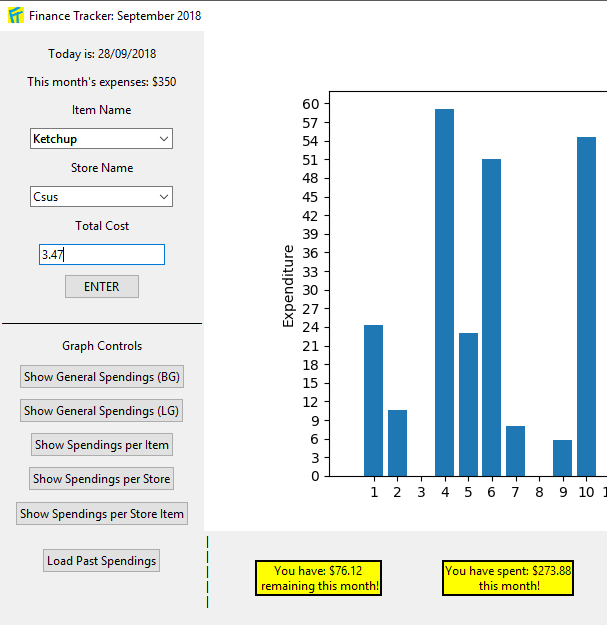 Finance Tracker: September 2018
Today is: 28/09/2018
This month's expenses: $350
Item Name
Ketchup
Store Name
Csus
Total Cost
3.47
ENTER
Graph Controls
Show General Spendings (BG)
Show General Spendings (LG)
Show Spendings per Item
Show Spendings per Store
Show Spendings per Store Item
Load Past Spendings
Expenditure
60
57
54
51
48
45
42
39
36
33
30
27
24
21
18
15
12
9
6
3
0
1 2 3 4 5 6 7 8 9 10
You have: $76.12
remaining this month!
You have spent: $273.88
this month!